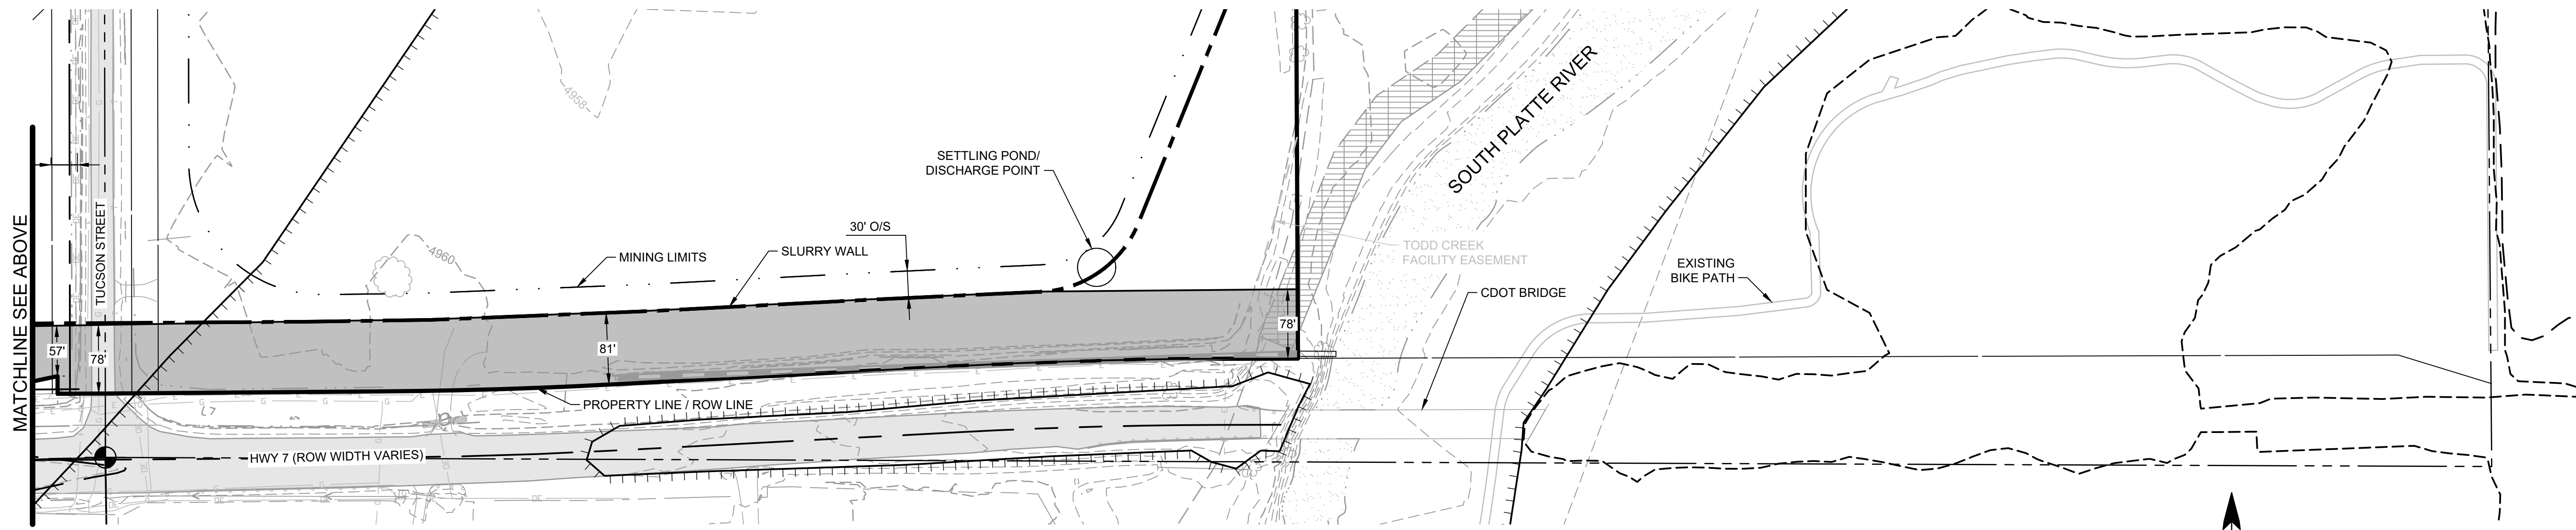 MATCHLINE SEE ABOVE
TUCSON STREET
4958
4960
SETTLING POND/
DISCHARGE POINT
30' O/S
SLURRY WALL
MINING LIMITS
SOUTH PLATTE RIVER
TODD CREEK
FACILITY EASEMENT
EXISTING
BIKE PATH
CDOT BRIDGE
57'
78'
81'
78'
PROPERTY LINE / ROW LINE
HWY 7 (ROW WIDTH VARIES)